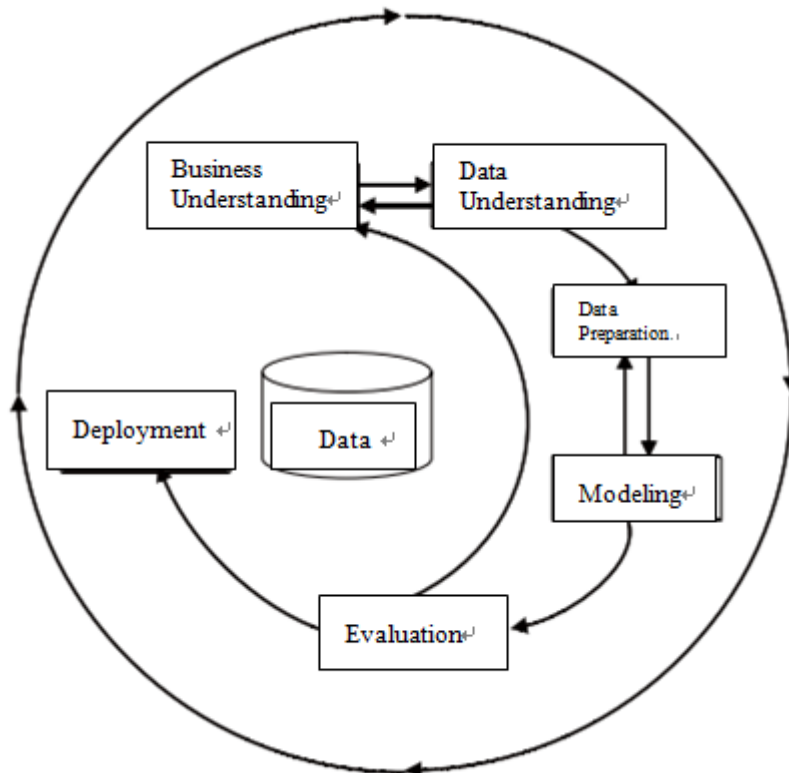 Business
Understanding
Data
Understanding
Data
Preparation.
Deployment
Data
Modeling
Evaluation